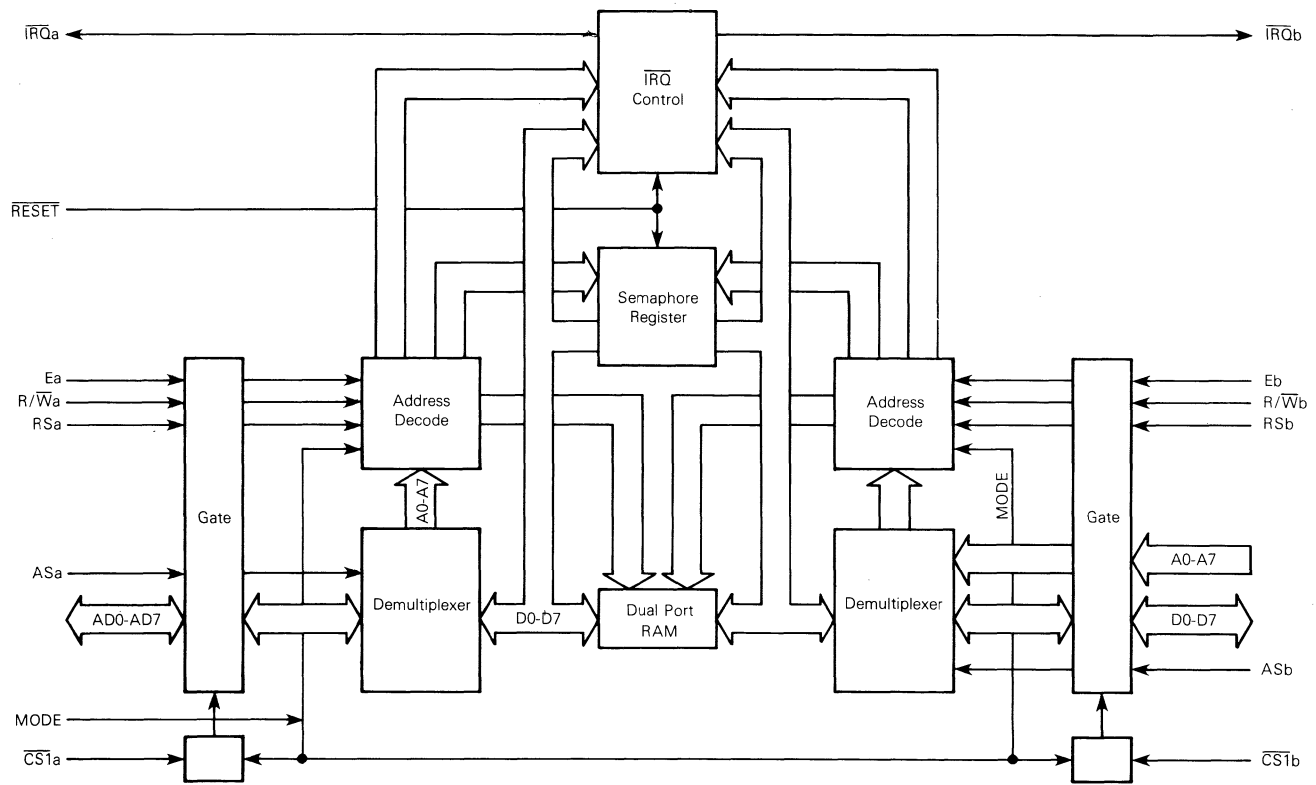 IRQa
IRQb
IRQ
Control
RESET
Semaphore
Register
Ea
R/Wa
RSa
Address
Decode
Address
Decode
Eb
R/Wb
RSb
A0-A7
MODE
Gate
Gate
A0-A7
ASa
Demultiplexer
Demultiplexer
AD0-AD7
D0-D7
Dual Port
RAM
D0-D7
ASb
MODE
CS1a
CS1b